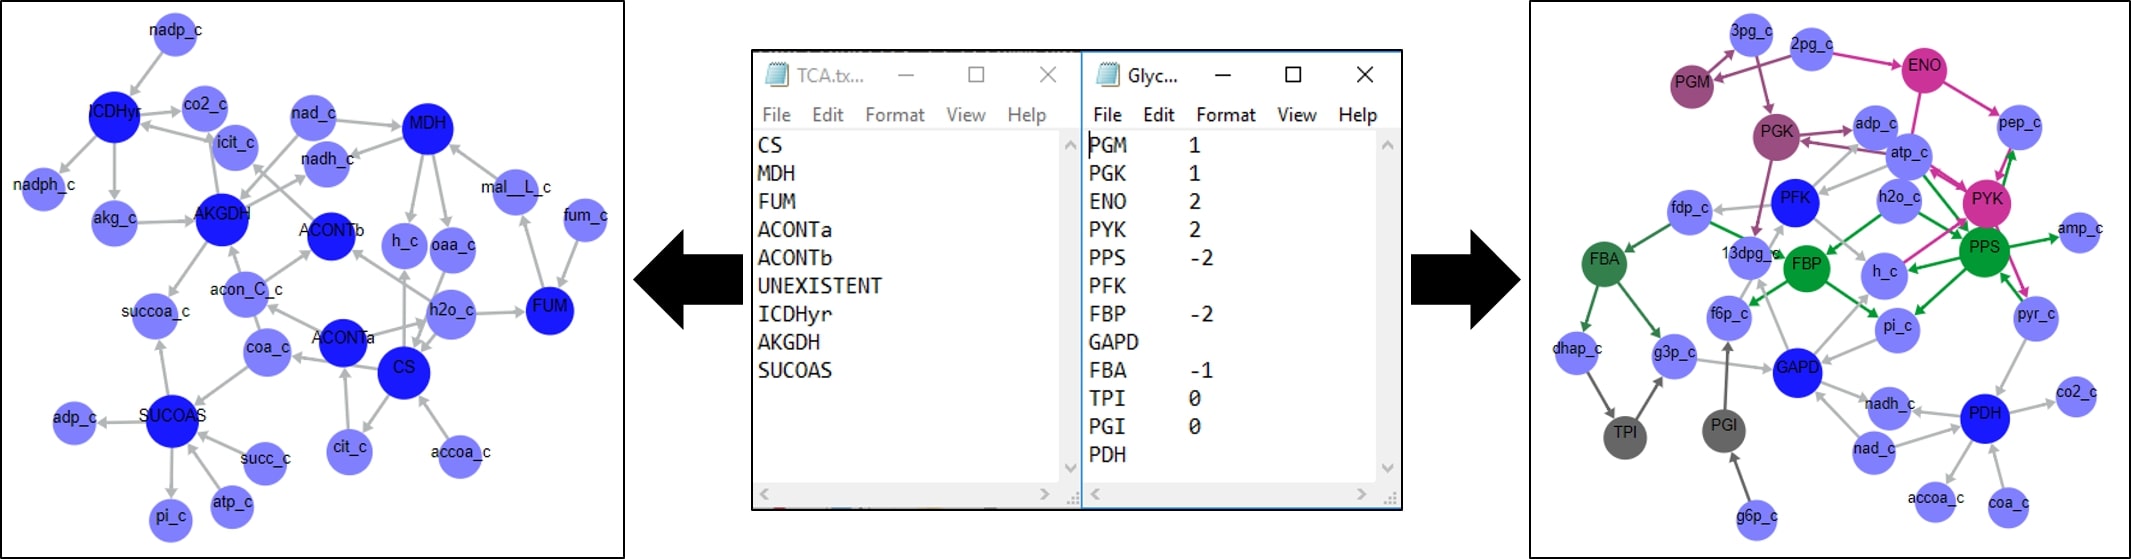 nadp_c
ICDHyr
co2_c
nad_c
MDH
icit_c
nadh_c
nadph_c
mal__L_c
akg_c
AKGDH
fum_c
ACONTb
h_c
oaa_c
acon_C_c
succoa_c
h2o_c
FUM
ACONTa
coa_c
CS
adp_c
SUCOAS
cit_c
accoa_c
succ_c
atp_c
pi_c
TCA.tx...
File Edit Format View Help
CS
MDH
FUM
ACONTa
ACONTb
UNEXISTENT
ICDHyr
AKGDH
SUCOAS
Glyc...
File Edit Format View Help
PGM 1
PGK 1
ENO 2
PYK 2
PPS -2
PFK
FBP -2
GAPD
FBA -1
TPI 0
PGI 0
PDH
3pg_c
2pg_c
ENO
PGM
adp_c
pep_c
PGK
atp_c
PFK
h2o_c
PYK
fdp_c
amp_c
13dpg_c
PPS
FBA
FBP
h_c
f6p_c
pi_c
pyr_c
dhap_c
g3p_c
GAPD
co2_c
nadh_c
PDH
TPI
PGI
nad_c
accoa_c
coa_c
g6p_c